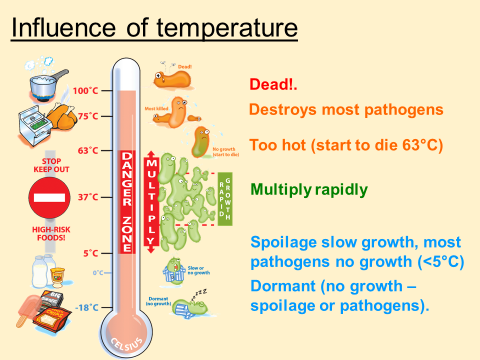 Influence of temperature
Dead!
100°C
Dead!.
Most killed
75°C
Destroys most pathogens
63°C
No growth
(start to die)
Too hot (start to die 63°C)
STOP
KEEP OUT
DANGER ZONE
MULTIPLY
RAPID
GROWTH
37°C
Multiply rapidly
HIGH-RISK
FOODS!
5°C
Spoilage slow growth, most
pathogens no growth (<5°C)
0°C
Slow or
no growth
Dormant (no growth –
spoilage or pathogens).
-18°C
Dormant
(no growth)
zzzz
CELSIUS